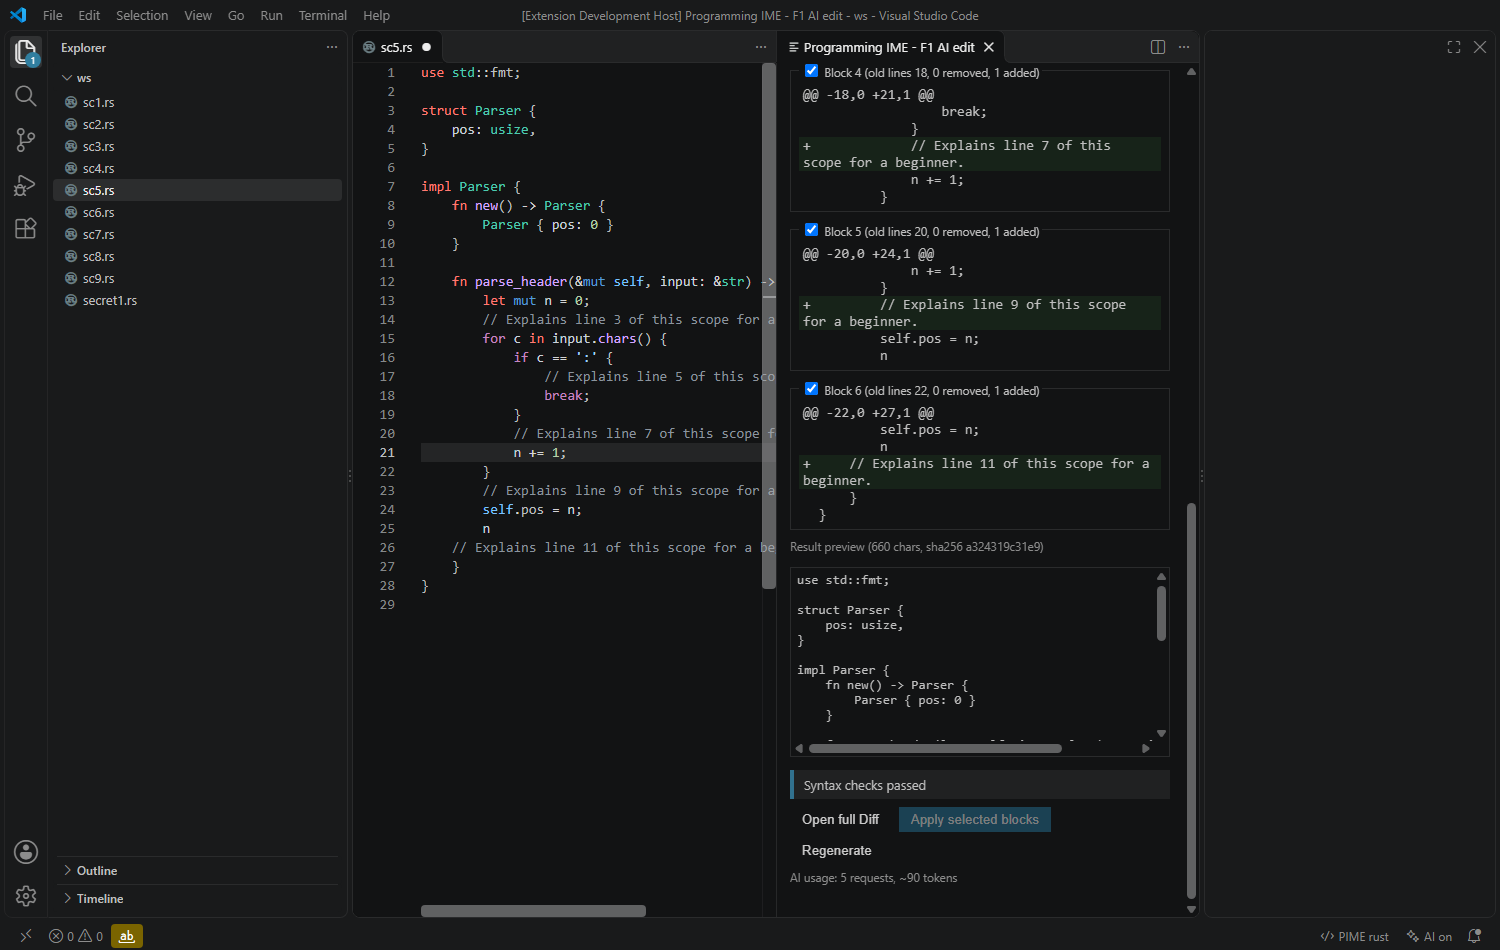 File Edit Selection View Go Run Terminal Help
[Extension Development Host] Programming IME - F1 AI edit - ws - Visual Studio Code
1
Explorer
ws
sc1.rs
sc2.rs
sc3.rs
sc4.rs
sc5.rs
sc6.rs
sc7.rs
sc8.rs
sc9.rs
secret1.rs
Outline
Timeline
sc5.rs
1 use std::fmt;
2
3 struct Parser {
4     pos: usize,
5 }
6
7 impl Parser {
8     fn new() -> Parser {
9         Parser { pos: 0 }
10     }
11
12     fn parse_header(&mut self, input: &str) ->
13         let mut n = 0;
14         // Explains line 3 of this scope for a
15         for c in input.chars() {
16             if c == ':' {
17                 // Explains line 5 of this sco
18                 break;
19             }
20             // Explains line 7 of this scope f
21             n += 1;
22         }
23         // Explains line 9 of this scope for a
24         self.pos = n;
25         n
26     // Explains line 11 of this scope for a be
27     }
28 }
29
Programming IME - F1 AI edit
Block 4 (old lines 18, 0 removed, 1 added)
@@ -18,0 +21,1 @@
break;
}
+ // Explains line 7 of this
scope for a beginner.
n += 1;
}
Block 5 (old lines 20, 0 removed, 1 added)
@@ -20,0 +24,1 @@
n += 1;
}
+ // Explains line 9 of this scope
for a beginner.
self.pos = n;
n
Block 6 (old lines 22, 0 removed, 1 added)
@@ -22,0 +27,1 @@
self.pos = n;
n
+ // Explains line 11 of this scope for a
beginner.
}
}
Result preview (660 chars, sha256 a324319c31e9)
use std::fmt;
struct Parser {
pos: usize,
}
impl Parser {
fn new() -> Parser {
Parser { pos: 0 }
}
Syntax checks passed
Open full Diff Apply selected blocks
Regenerate
AI usage: 5 requests, ~90 tokens
0 0 ab
PIME rust AI on